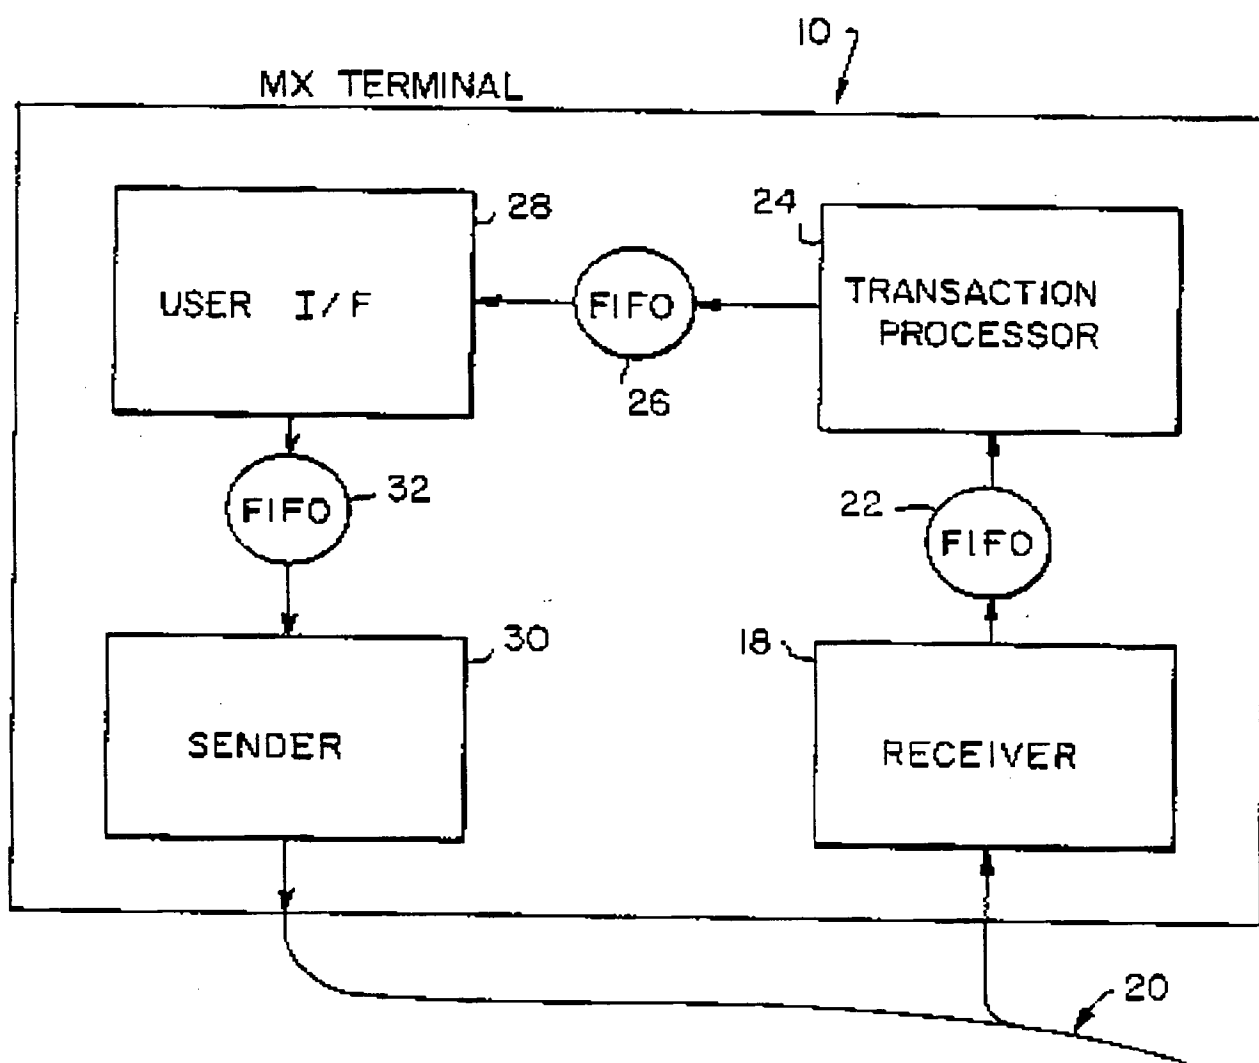 10
MX TERMINAL
28
24
USER I/F
FIFO
TRANSACTION
PROCESSOR
26
FIFO
32
22
FIFO
30
18
SENDER
RECEIVER
20